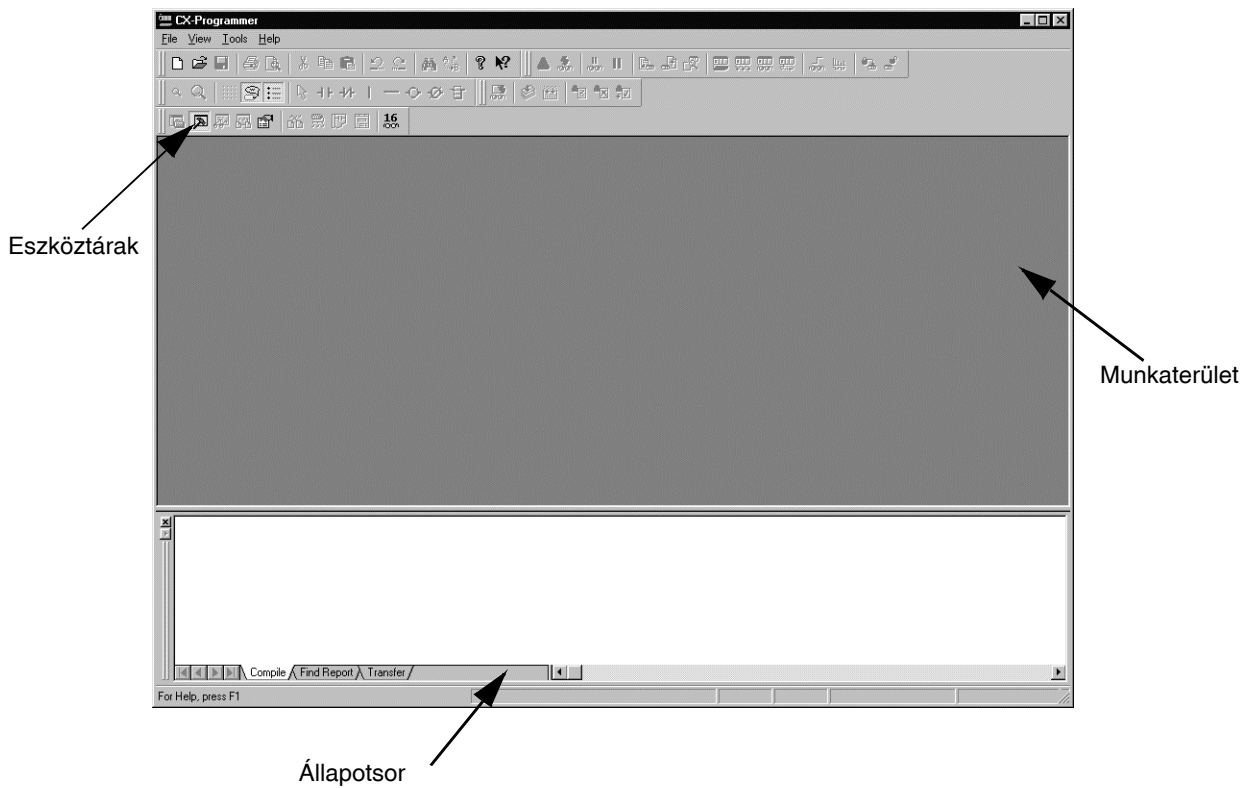 CX-Programmer
File View Tools Help
16
Eszköztárak
Munkaterület
Compile Find Report Transfer
For Help, press F1
Állapotsor